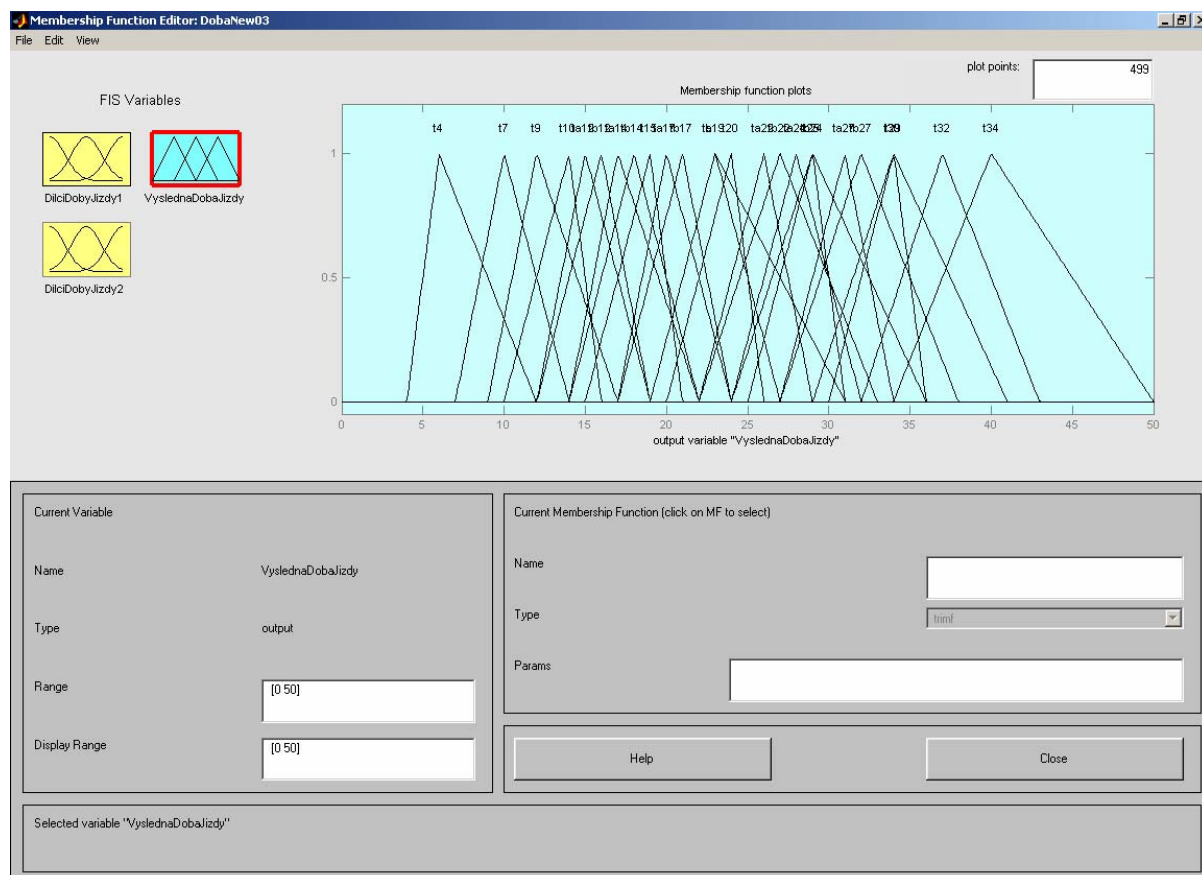 Membership Function Editor: DobaNew03
File Edit View
plot points: 499
FIS Variables
Membership function plots
DilciDobyJizdy1 VyslednaDobaJizdy
DilciDobyJizdy2
t4 t7 t9 t20 t32 t34
1
0.5
0
0 5 10 15 20 25 30 35 40 45 50
output variable "VyslednaDobaJizdy"
Current Variable
Name VyslednaDobaJizdy
Type output
Range [0 50]
Display Range [0 50]
Current Membership Function (click on MF to select)
Name
Type trimf
Params
Help Close
Selected variable "VyslednaDobaJizdy"